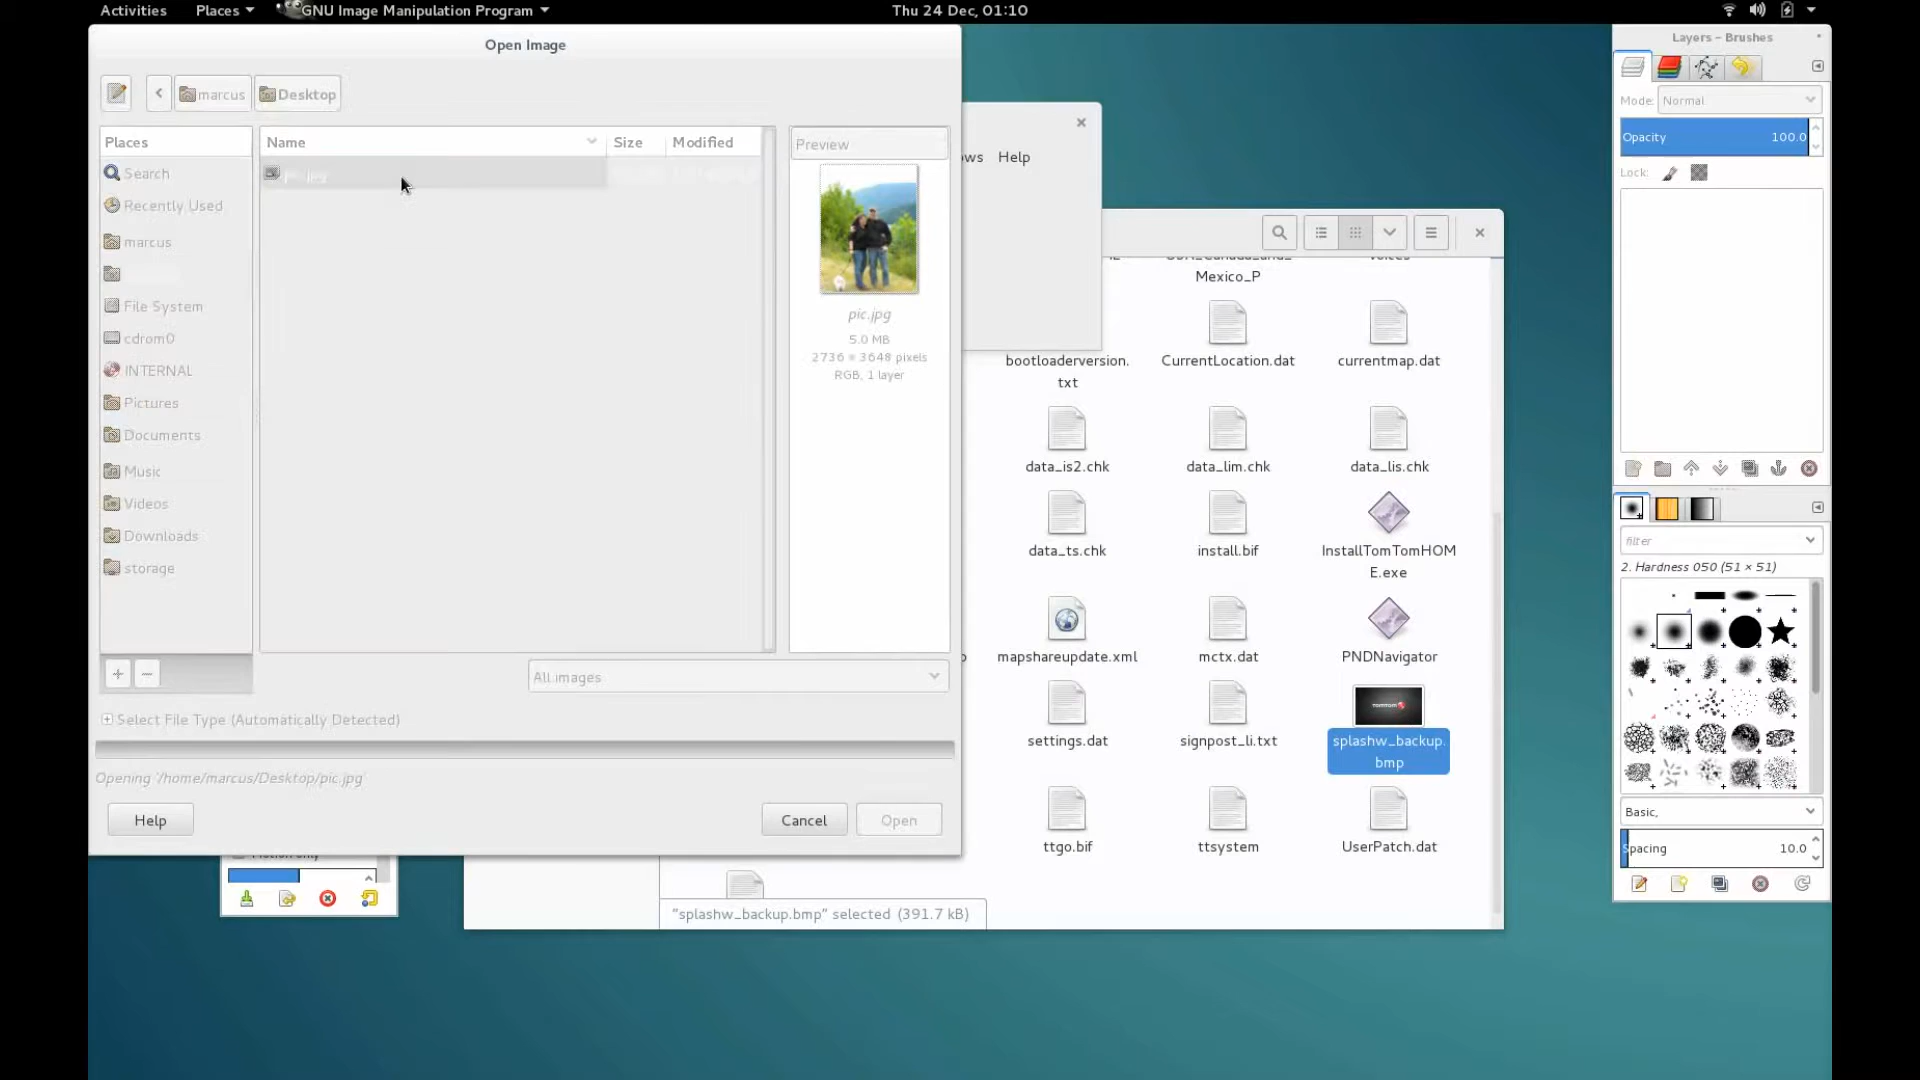 Activities
Places
GNU Image Manipulation Program
Thu 24 Dec, 01:10
Open Image
marcus
Desktop
Places
Search
Recently Used
marcus
File System
cdrom0
INTERNAL
Pictures
Documents
Music
Videos
Downloads
storage
Name
Size
Modified
pic.jpg
Preview
pic.jpg
5.0 MB
2736 × 3648 pixels
RGB, 1 layer
All images
Select File Type (Automatically Detected)
Opening '/home/marcus/Desktop/pic.jpg'
Help
Cancel
Open
Help
Mexico_P
bootloaderversion.
txt
CurrentLocation.dat
currentmap.dat
data_is2.chk
data_lim.chk
data_lis.chk
data_ts.chk
install.bif
InstallTomTomHOM
E.exe
mapshareupdate.xml
mctx.dat
PNDNavigator
settings.dat
signpost_li.txt
TOMTOM
splashw_backup.
bmp
ttgo.bif
ttsystem
UserPatch.dat
"splashw_backup.bmp" selected (391.7 kB)
Layers – Brushes
Mode:
Normal
Opacity
100.0
Lock:
filter
2. Hardness 050 (51 × 51)
Basic,
Spacing
10.0